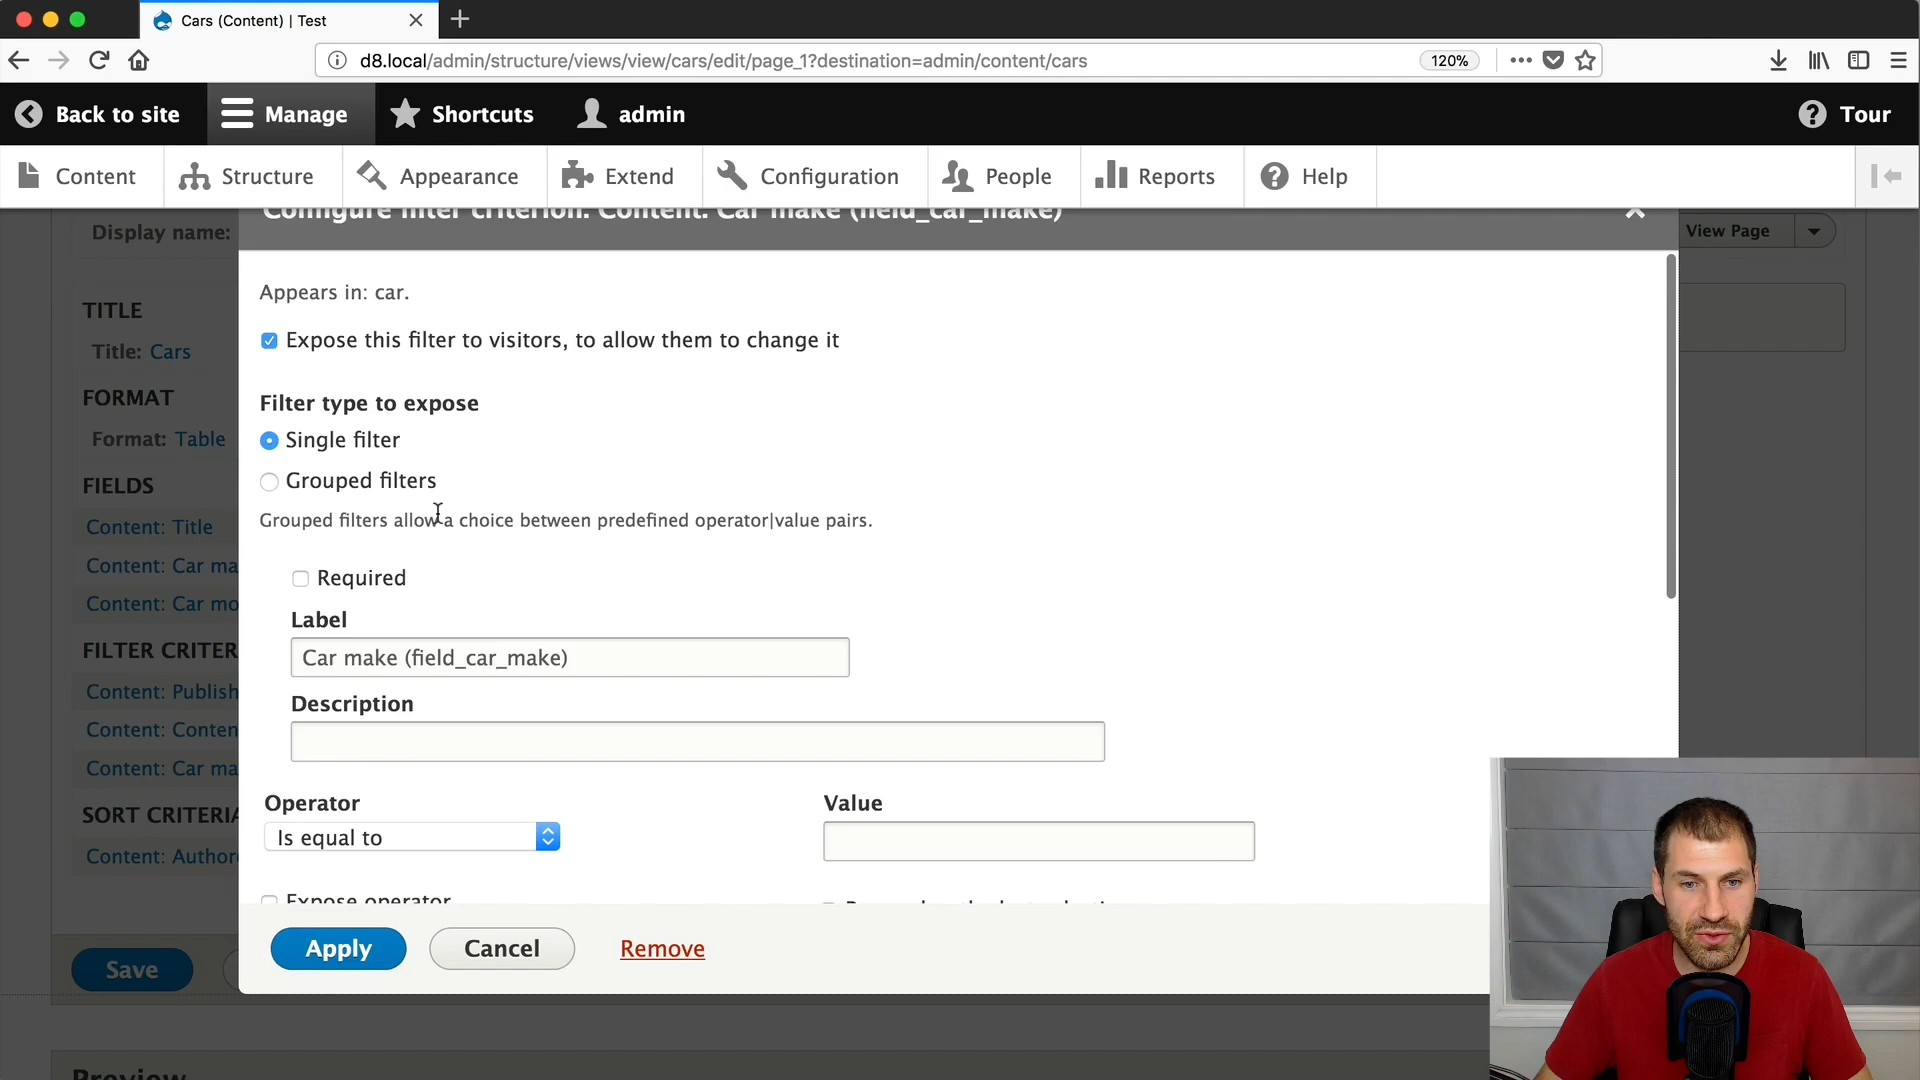 Cars (Content) | Test
d8.local/admin/structure/views/view/cars/edit/page_1?destination=admin/content/cars
120%
Back to site
Manage
Shortcuts
admin
Tour
Content
Structure
Appearance
Extend
Configuration
People
Reports
Help
Configure filter criterion: Content: Car make (field_car_make)
Display name:
View Page
Appears in: car.
TITLE
Expose this filter to visitors, to allow them to change it
Title: Cars
FORMAT
Filter type to expose
Format: Table
Single filter
FIELDS
Grouped filters
Content: Title
Grouped filters allow a choice between predefined operator|value pairs.
Content: Car ma
Required
Content: Car mo
Label
FILTER CRITER
Car make (field_car_make)
Content: Publish
Description
Content: Conten
Content: Car ma
Operator
Value
SORT CRITERIA
Is equal to
Content: Author
Expose operator
Apply
Cancel
Remove
Save
Preview